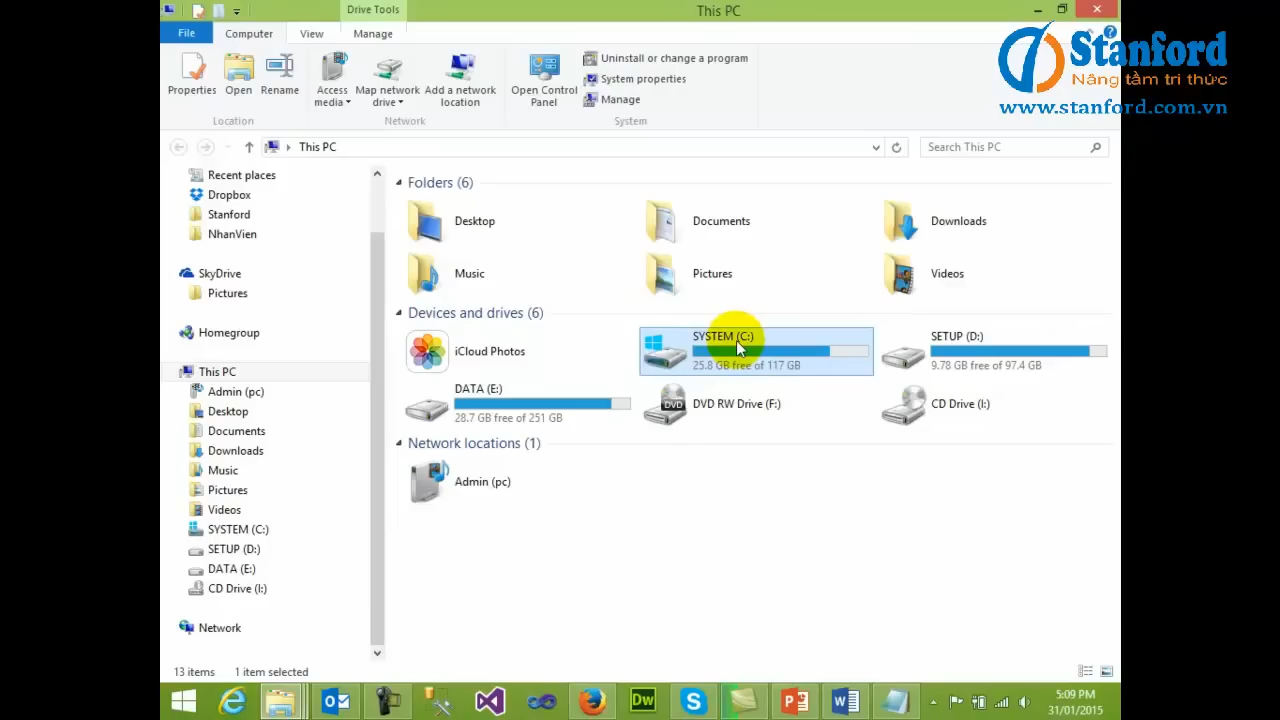 Drive Tools
This PC
File
Computer
View
Manage
Properties
Open
Rename
Access media
Map network drive
Add a network location
Open Control Panel
Uninstall or change a program
System properties
Manage
Location
Network
System
Stanford
Nâng tầm tri thức
www.stanford.com.vn
This PC
Search This PC
Recent places
Dropbox
Stanford
NhanVien
SkyDrive
Pictures
Homegroup
This PC
Admin (pc)
Desktop
Documents
Downloads
Music
Pictures
Videos
SYSTEM (C:)
SETUP (D:)
DATA (E:)
CD Drive (I:)
Network
Folders (6)
Desktop
Documents
Downloads
Music
Pictures
Videos
Devices and drives (6)
iCloud Photos
SYSTEM (C:)
25.8 GB free of 117 GB
SETUP (D:)
9.78 GB free of 97.4 GB
DATA (E:)
28.7 GB free of 251 GB
DVD
DVD RW Drive (F:)
CD Drive (I:)
Network locations (1)
Admin (pc)
13 items
1 item selected
Dw
5:09 PM
31/01/2015